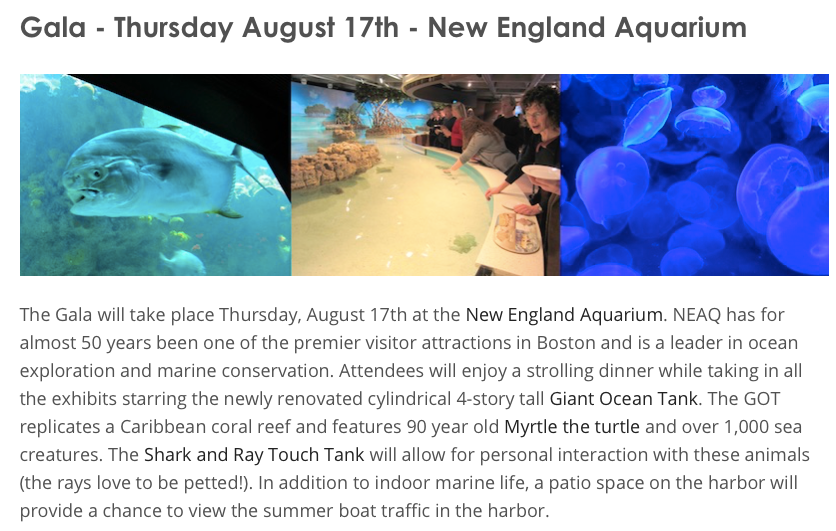 Gala - Thursday August 17th - New England Aquarium
The Gala will take place Thursday, August 17th at the New England Aquarium. NEAQ has for
almost 50 years been one of the premier visitor attractions in Boston and is a leader in ocean
exploration and marine conservation. Attendees will enjoy a strolling dinner while taking in all
the exhibits starring the newly renovated cylindrical 4-story tall Giant Ocean Tank. The GOT
replicates a Caribbean coral reef and features 90 year old Myrtle the turtle and over 1,000 sea
creatures. The Shark and Ray Touch Tank will allow for personal interaction with these animals
(the rays love to be petted!). In addition to indoor marine life, a patio space on the harbor will
provide a chance to view the summer boat traffic in the harbor.